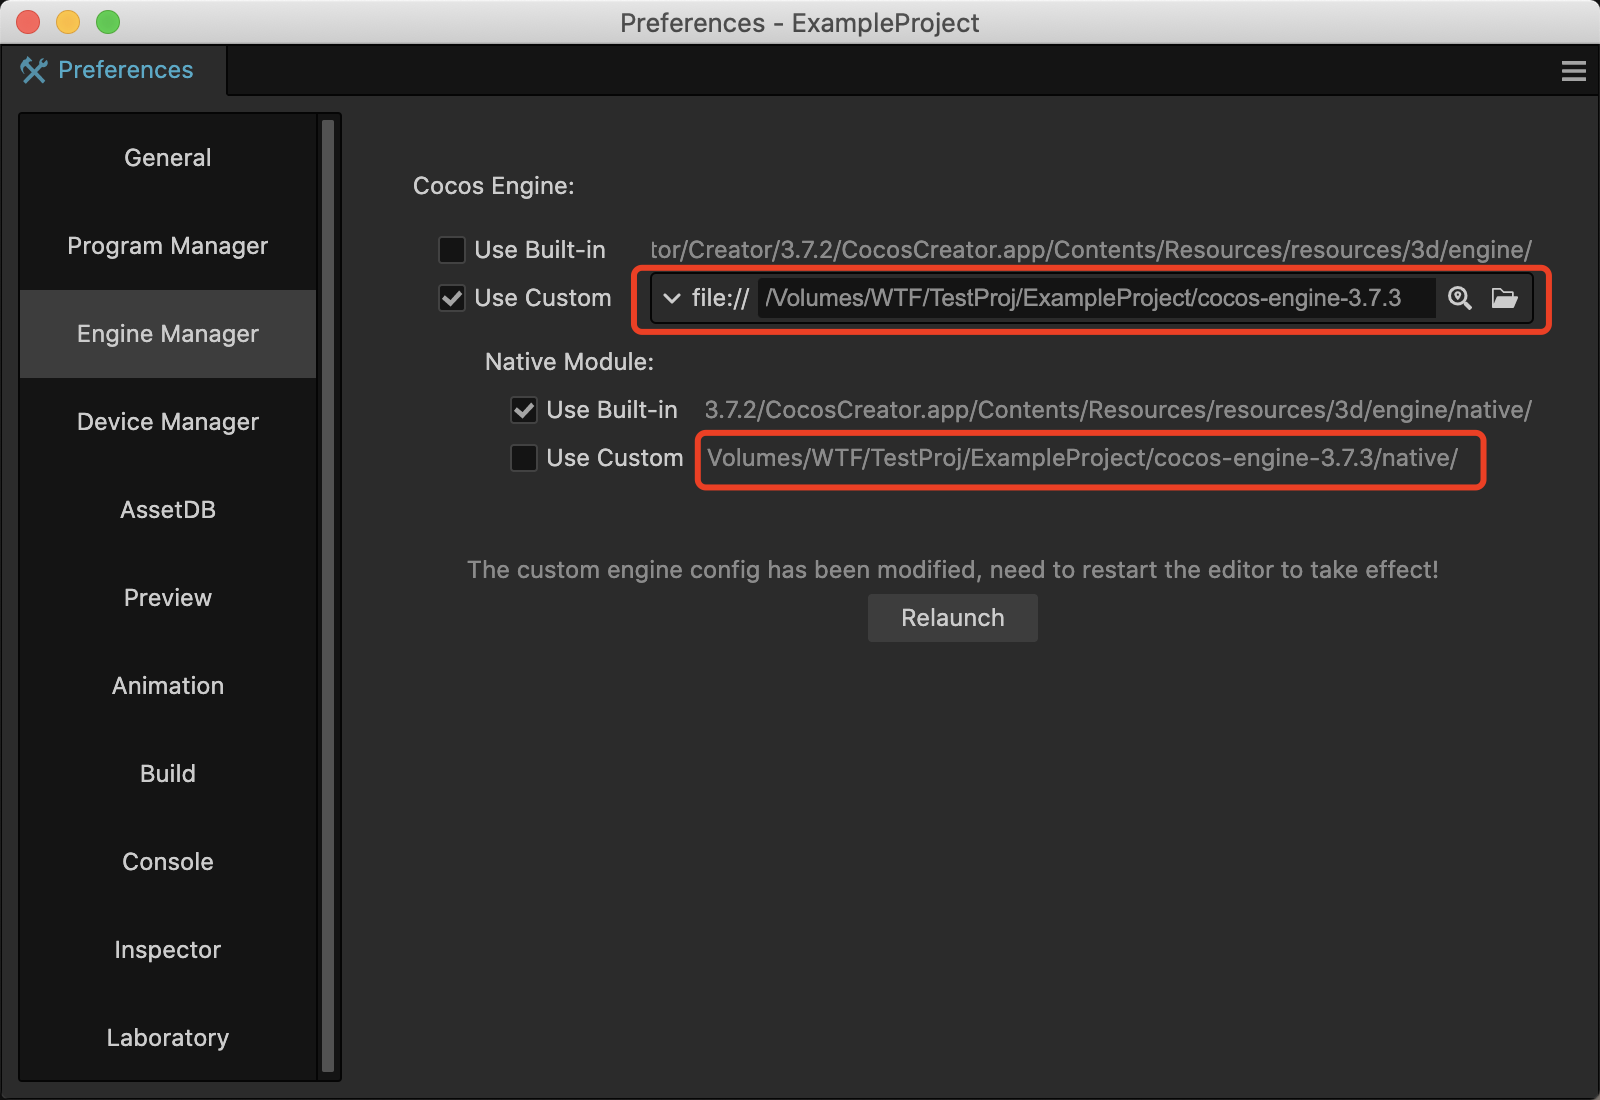 Preferences - ExampleProject
Preferences
General
Program Manager
Engine Manager
Device Manager
AssetDB
Preview
Animation
Build
Console
Inspector
Laboratory
Cocos Engine:
Use Built-in tor/Creator/3.7.2/CocosCreator.app/Contents/Resources/resources/3d/engine/
Use Custom file:// /Volumes/WTF/TestProj/ExampleProject/cocos-engine-3.7.3
Native Module:
Use Built-in 3.7.2/CocosCreator.app/Contents/Resources/resources/3d/engine/native/
Use Custom Volumes/WTF/TestProj/ExampleProject/cocos-engine-3.7.3/native/
The custom engine config has been modified, need to restart the editor to take effect!
Relaunch